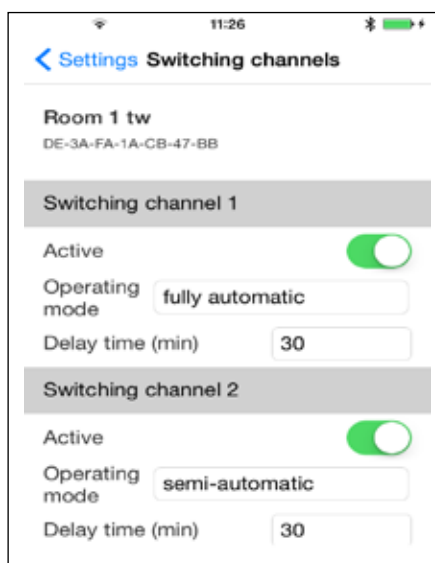 11:26
Settings Switching channels
Room 1 tw
DE-3A-FA-1A-CB-47-BB
Switching channel 1
Active
Operating mode fully automatic
Delay time (min) 30
Switching channel 2
Active
Operating mode semi-automatic
Delay time (min) 30